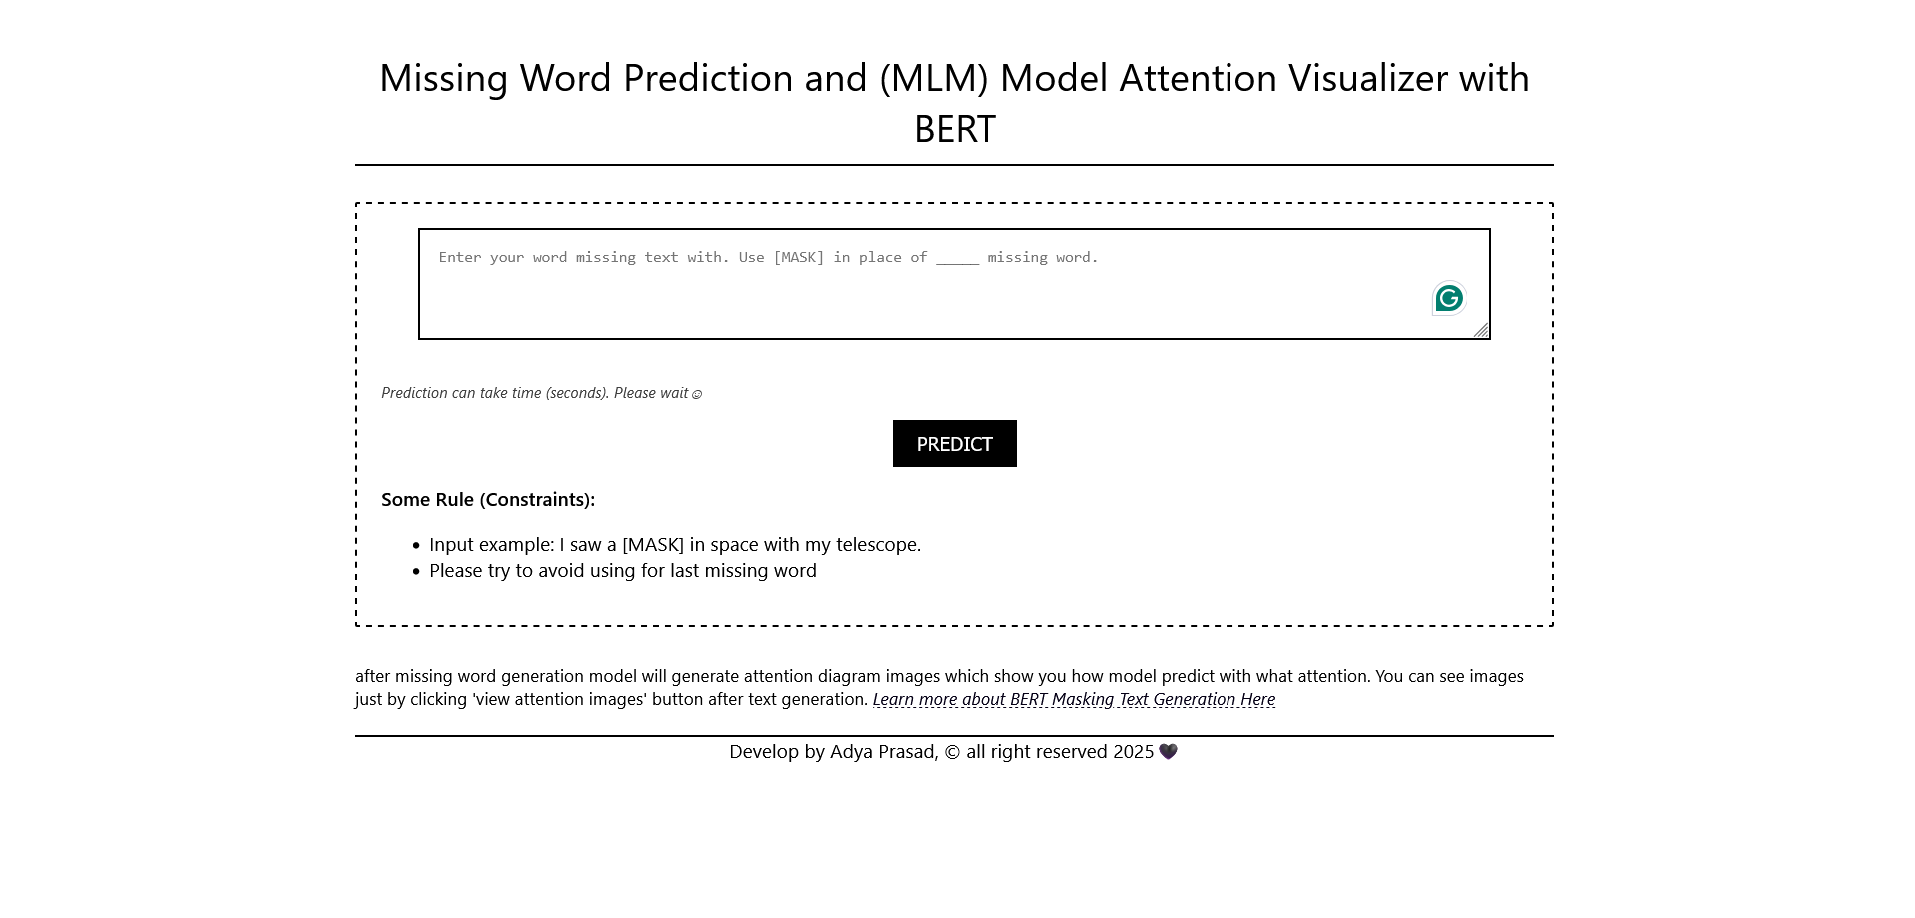 Missing Word Prediction and (MLM) Model Attention Visualizer with
BERT
Enter your word missing text with. Use [MASK] in place of _____ missing word.
Prediction can take time (seconds). Please wait☺
PREDICT
Some Rule (Constraints):
• Input example: I saw a [MASK] in space with my telescope.
• Please try to avoid using for last missing word
after missing word generation model will generate attention diagram images which show you how model predict with what attention. You can see images
just by clicking 'view attention images' button after text generation. Learn more about BERT Masking Text Generation Here
Develop by Adya Prasad, © all right reserved 2025🖤